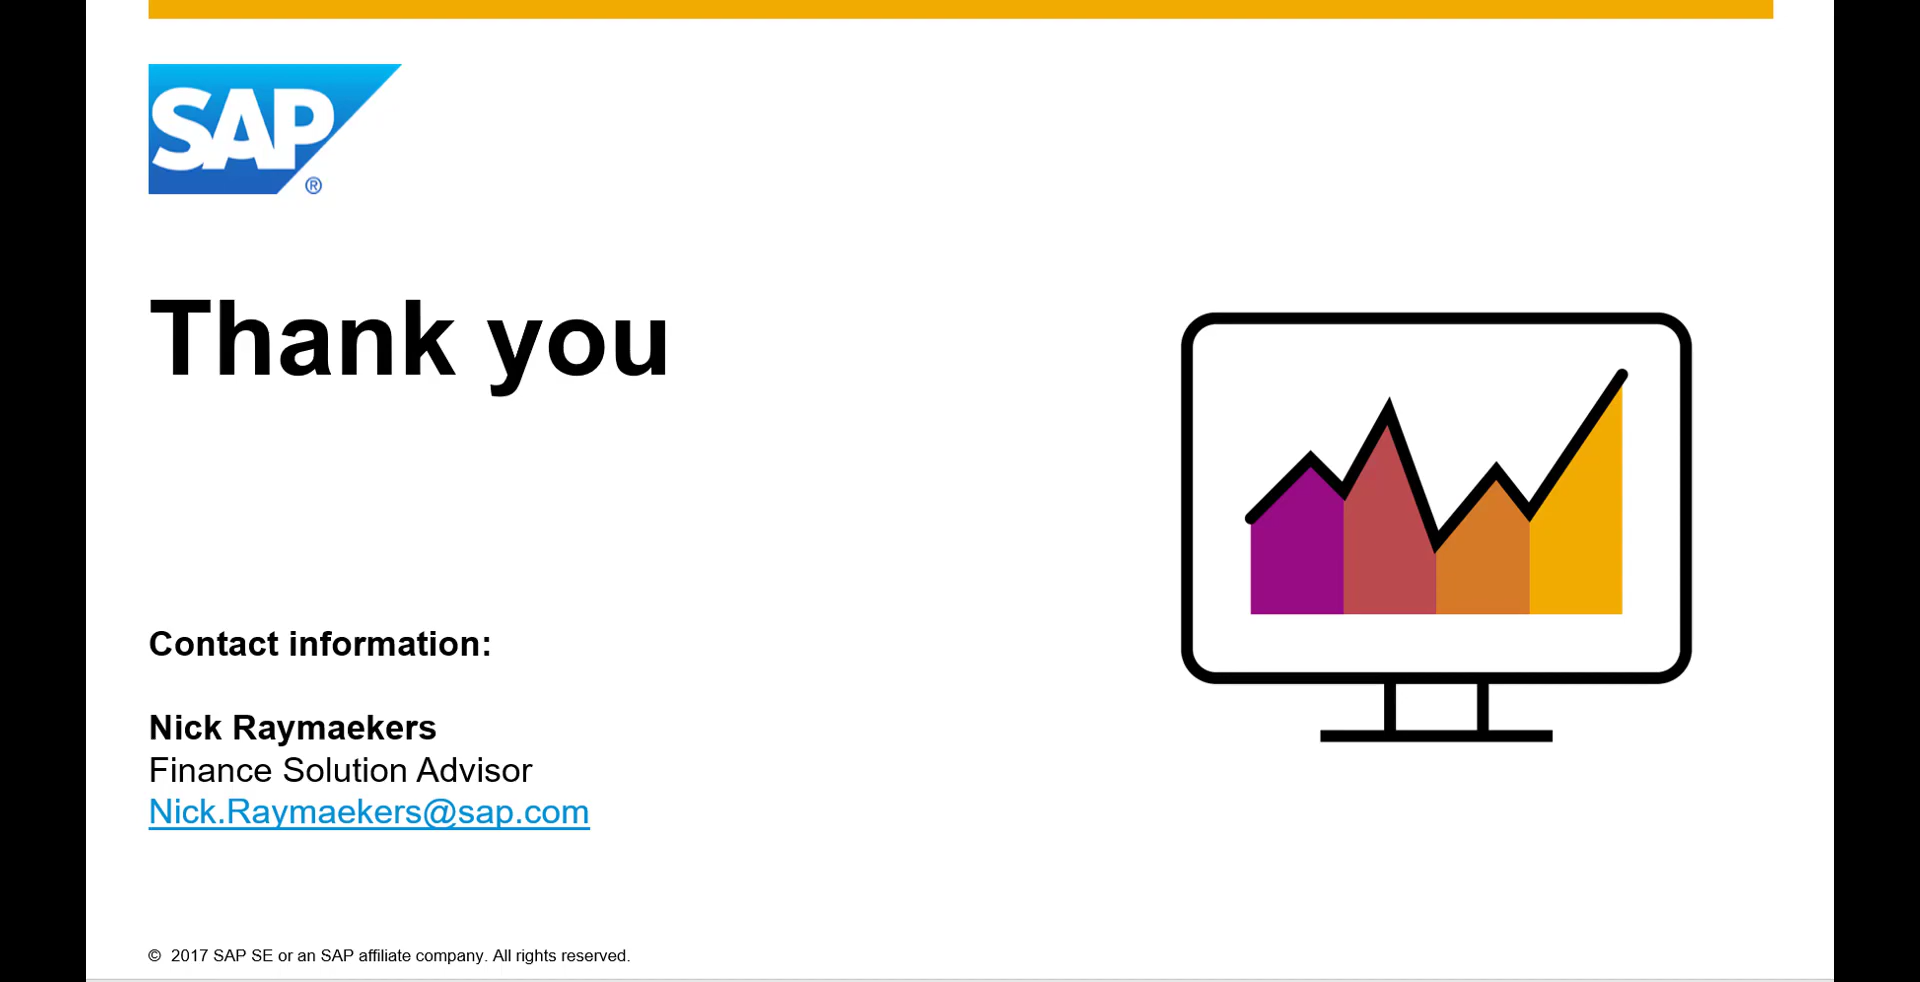 SAP
®
Thank you
Contact information:
Nick Raymaekers
Finance Solution Advisor
Nick.Raymaekers@sap.com
© 2017 SAP SE or an SAP affiliate company. All rights reserved.